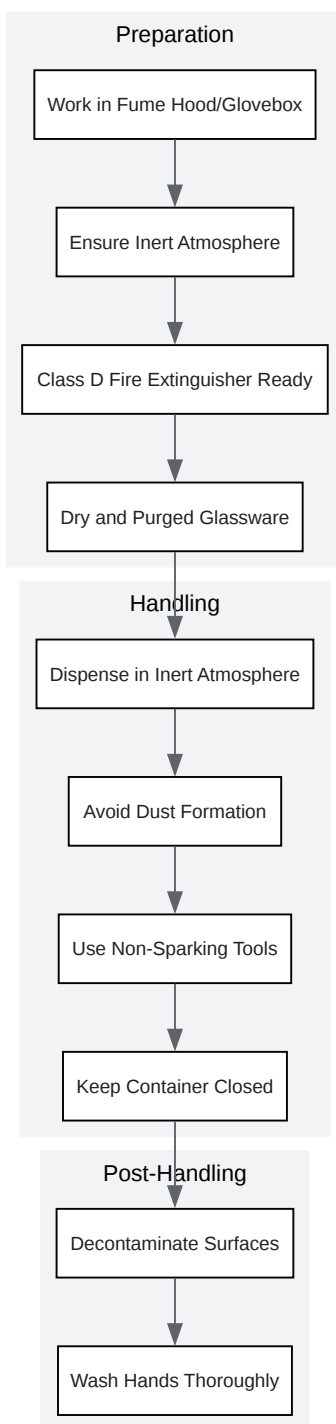 Preparation
Work in Fume Hood/Glovebox
Ensure Inert Atmosphere
Class D Fire Extinguisher Ready
Dry and Purged Glassware
Handling
Dispense in Inert Atmosphere
Avoid Dust Formation
Use Non-Sparking Tools
Keep Container Closed
Post-Handling
Decontaminate Surfaces
Wash Hands Thoroughly